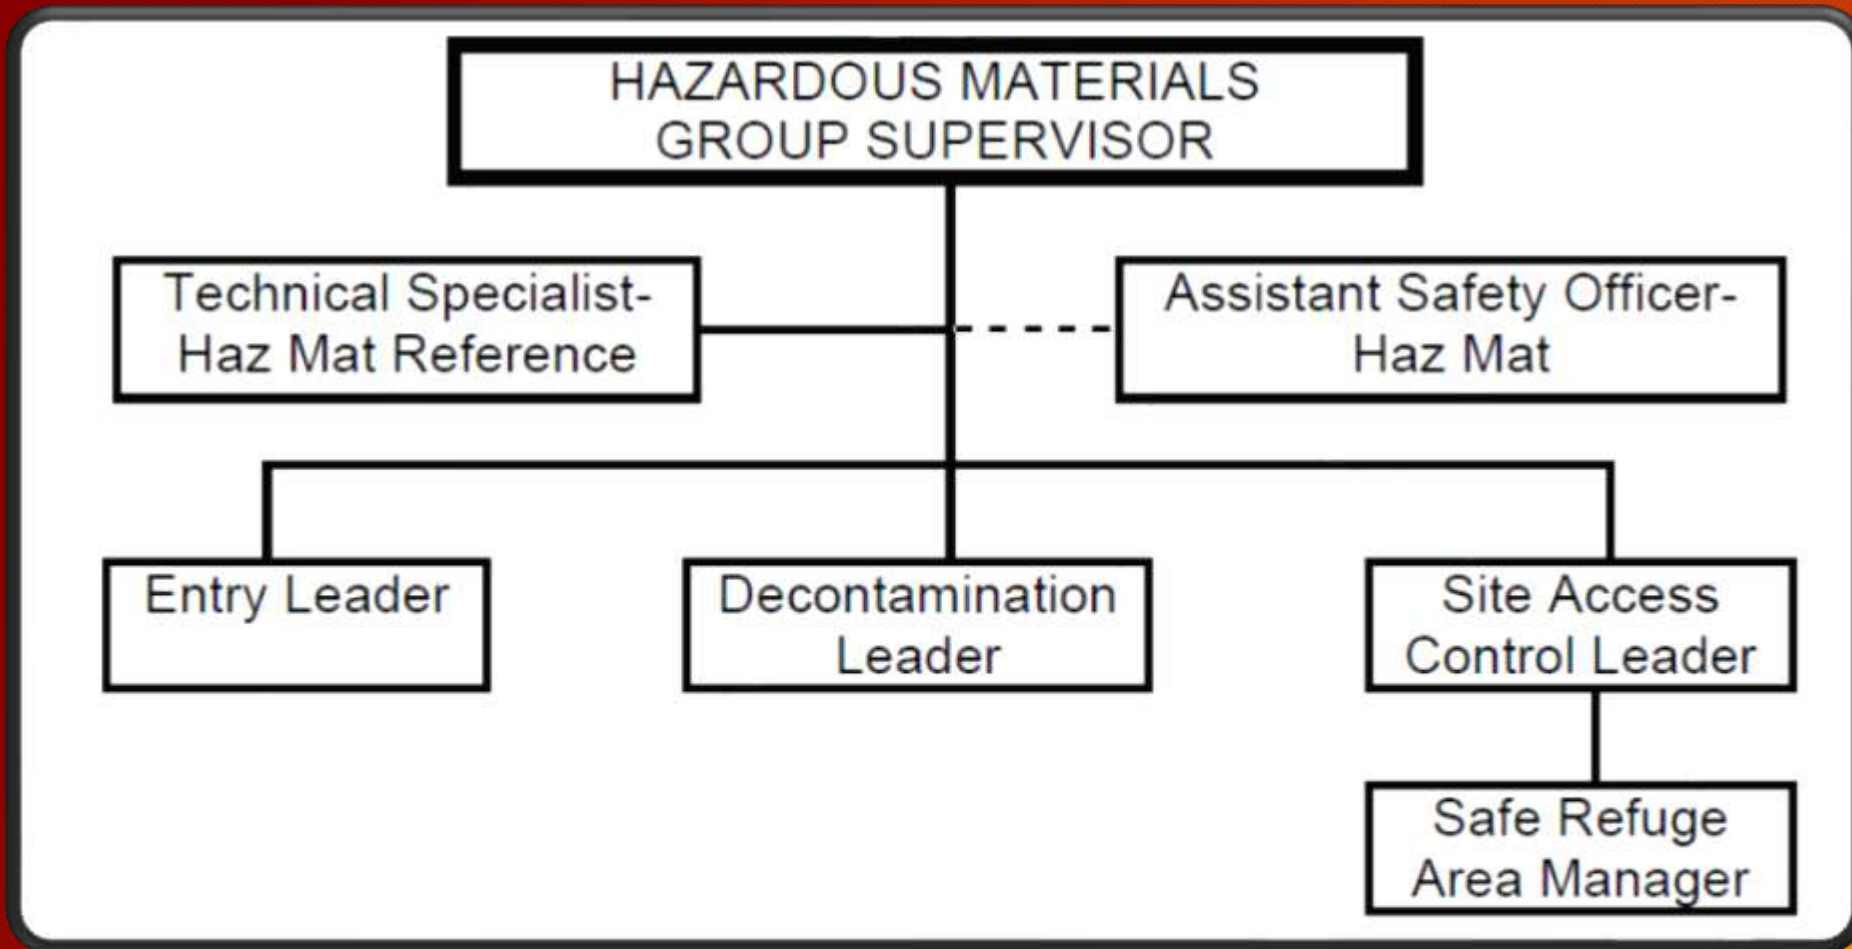 HAZARDOUS MATERIALS
GROUP SUPERVISOR
Technical Specialist-
Haz Mat Reference
Assistant Safety Officer-
Haz Mat
Entry Leader
Decontamination
Leader
Site Access
Control Leader
Safe Refuge
Area Manager